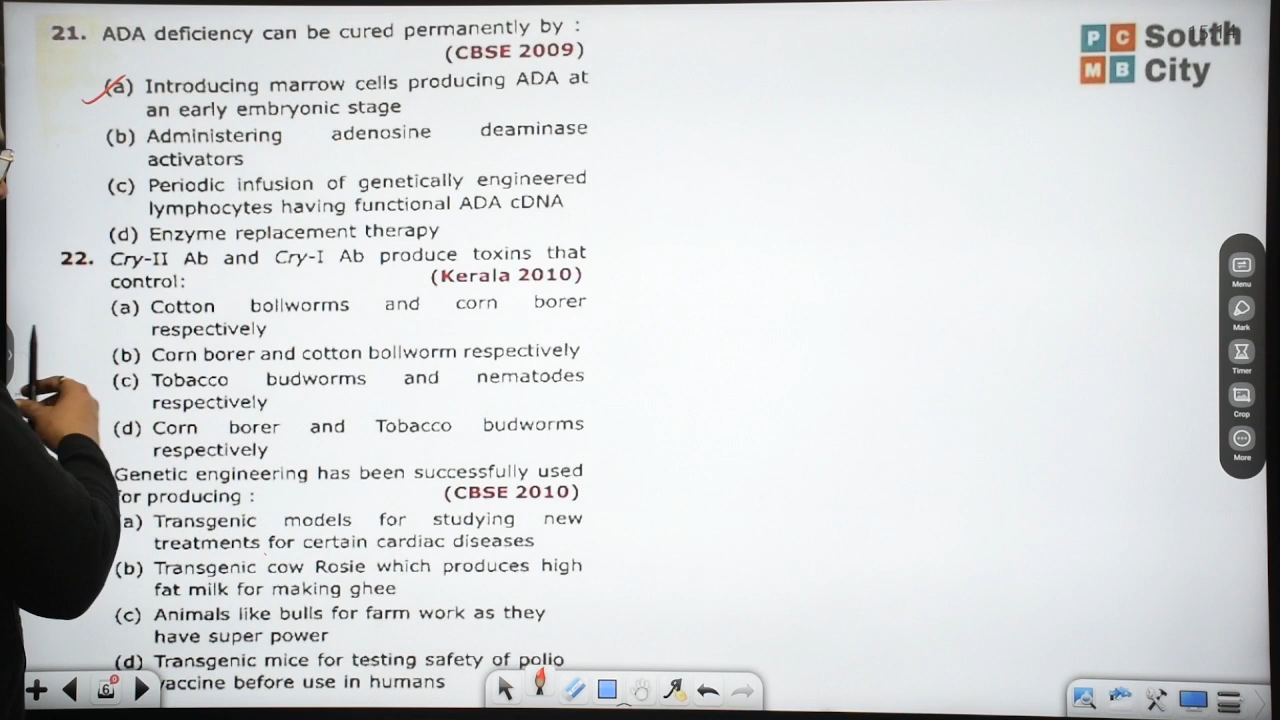 21. ADA deficiency can be cured permanently by :
(CBSE 2009)
(a) Introducing marrow cells producing ADA at
an early embryonic stage
(b) Administering adenosine deaminase
activators
(c) Periodic infusion of genetically engineered
lymphocytes having functional ADA cDNA
(d) Enzyme replacement therapy
22. Cry-II Ab and Cry-I Ab produce toxins that
control: (Kerala 2010)
(a) Cotton bollworms and corn borer
respectively
(b) Corn borer and cotton bollworm respectively
(c) Tobacco budworms and nematodes
respectively
(d) Corn borer and Tobacco budworms
respectively
Genetic engineering has been successfully used
for producing : (CBSE 2010)
(a) Transgenic models for studying new
treatments for certain cardiac diseases
(b) Transgenic cow Rosie which produces high
fat milk for making ghee
(c) Animals like bulls for farm work as they
have super power
(d) Transgenic mice for testing safety of polio
vaccine before use in humans
P C M B South
City
15:14
Menu
Mark
Timer
Crop
More
6